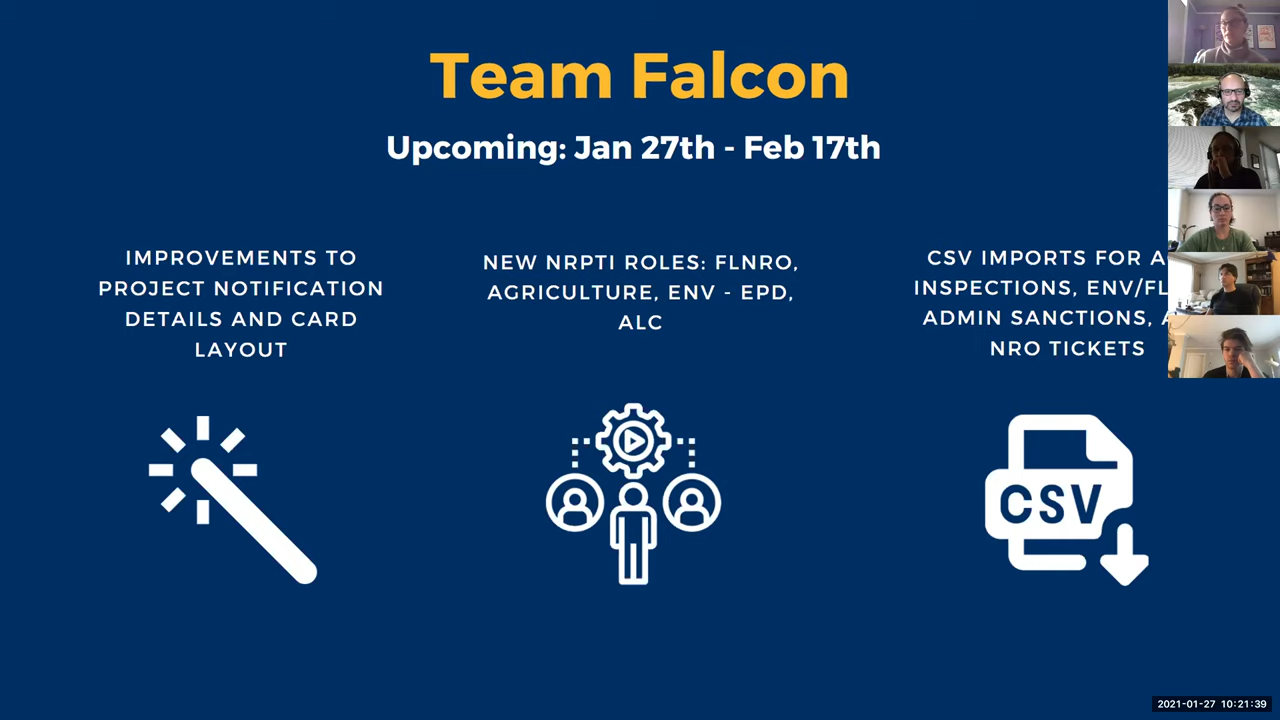 Team Falcon
Upcoming: Jan 27th - Feb 17th
IMPROVEMENTS TO
PROJECT NOTIFICATION
DETAILS AND CARD
LAYOUT
NEW NRPTI ROLES: FLNRO,
AGRICULTURE, ENV - EPD,
ALC
CSV IMPORTS FOR
INSPECTIONS,
ADMIN SANCTIONS,
NRO TICKETS
CSV
2021-01-27 10:21:39